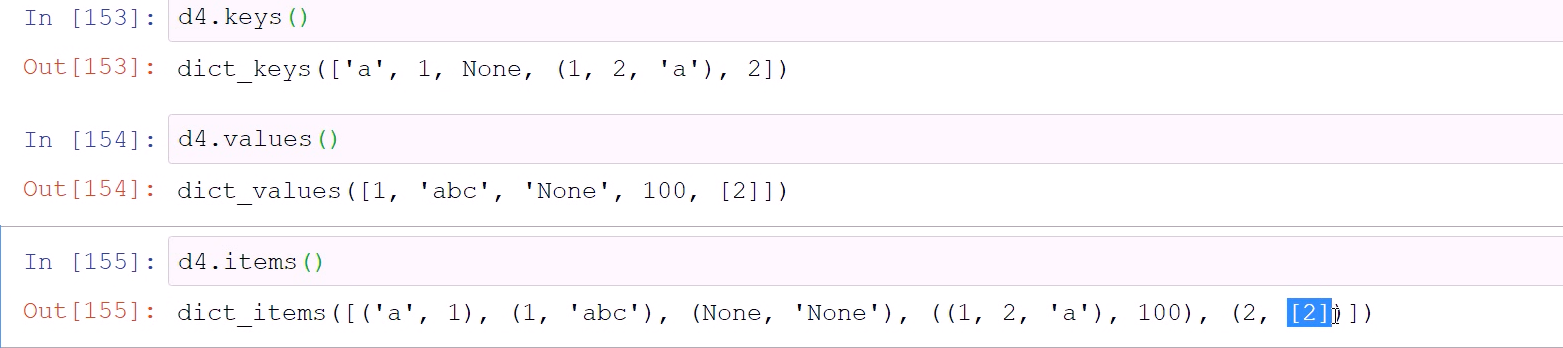 In [153]: d4.keys()
Out[153]: dict_keys(['a', 1, None, (1, 2, 'a'), 2])
In [154]: d4.values()
Out[154]: dict_values([1, 'abc', 'None', 100, [2]])
In [155]: d4.items()
Out[155]: dict_items([('a', 1), (1, 'abc'), (None, 'None'), ((1, 2, 'a'), 100), (2, [2])])